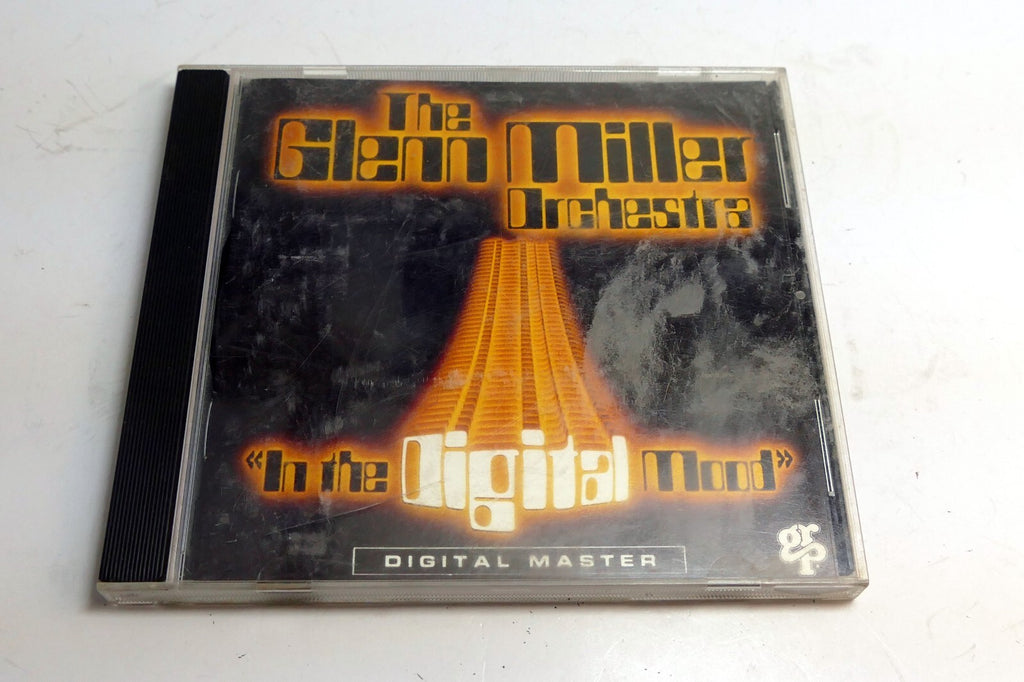 The
Glenn Miller
Orchestra
«In the Digital Mood»
DIGITAL MASTER
grp